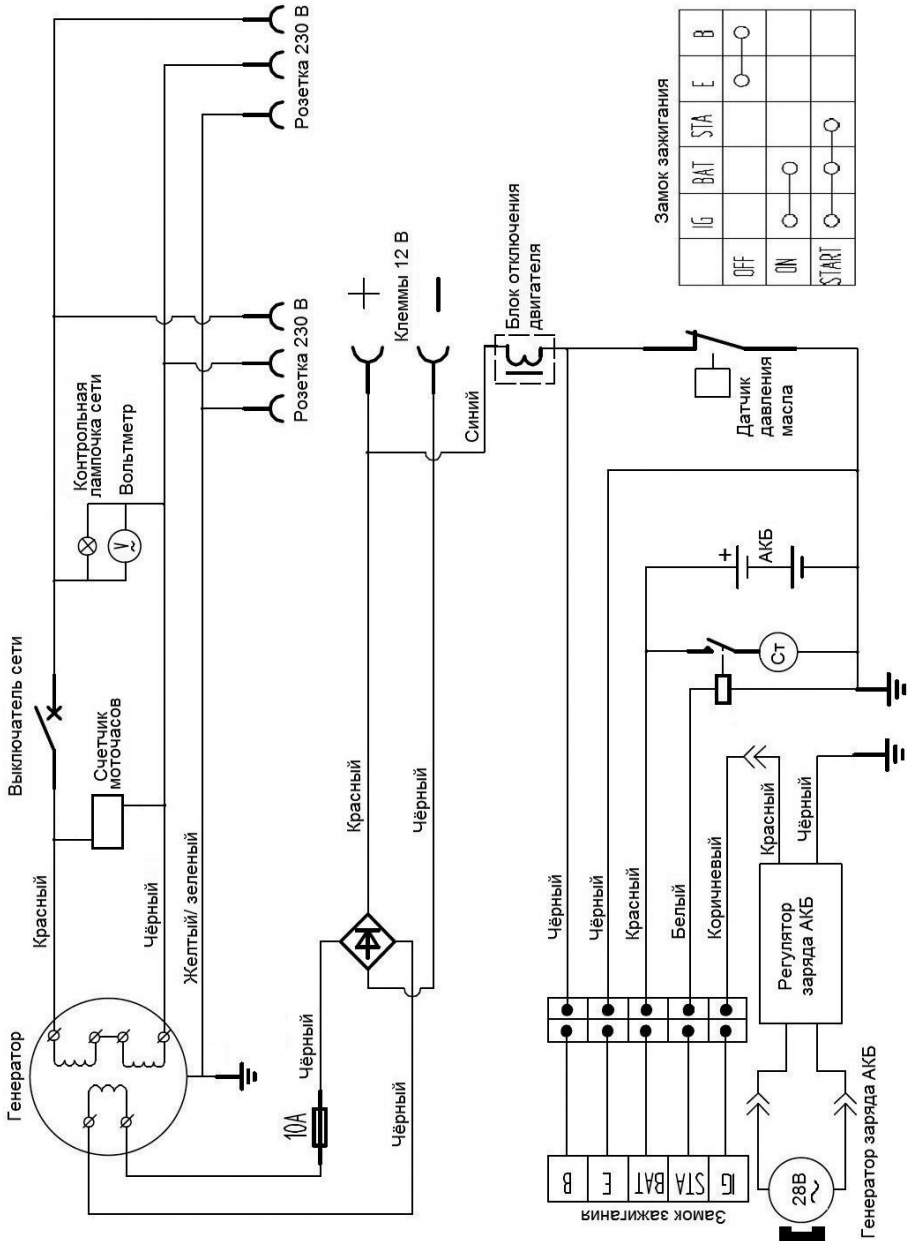 Генератор
Красный
Чёрный
Желтый/ зеленый
Выключатель сети
Счетчик
моточасов
Контрольная
лампочка сети
Вольтметр
V
~
Розетка 230 В
Розетка 230 В
10А
Чёрный
Чёрный
Красный
Чёрный
+
Клеммы 12 В
−
Синий
Блок отключения
двигателя
Датчик
давления
масла
Чёрный
Чёрный
Красный
Белый
Коричневый
+
АКБ
Ст
Замок зажигания
B
E
BAT
STA
IG
28В
~
Генератор заряда АКБ
Регулятор
заряда АКБ
Красный
Чёрный
Замок зажигания
IG BAT STA E B
OFF
ON
START